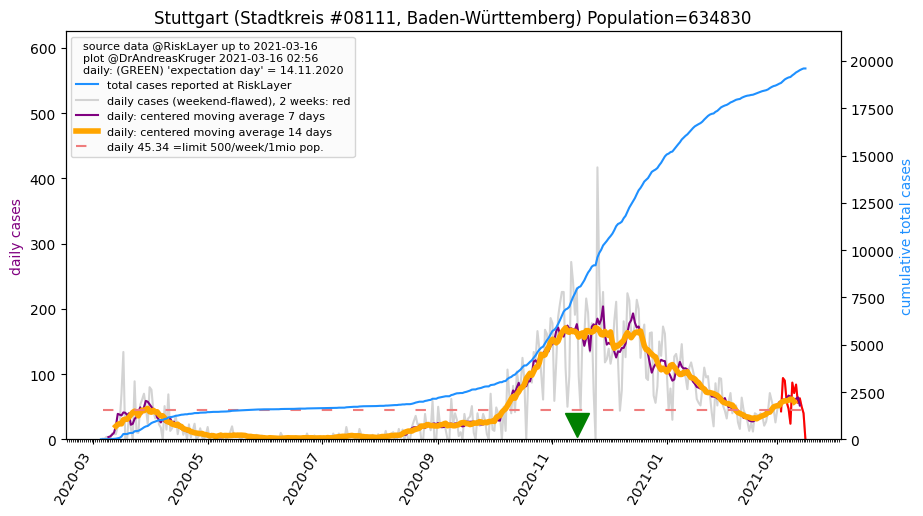 Stuttgart (Stadtkreis #08111, Baden-Württemberg) Population=634830
source data @RiskLayer up to 2021-03-16
plot @DrAndreasKruger 2021-03-16 02:56
daily: (GREEN) 'expectation day' = 14.11.2020
total cases reported at RiskLayer
daily cases (weekend-flawed), 2 weeks: red
daily: centered moving average 7 days
daily: centered moving average 14 days
daily 45.34 =limit 500/week/1mio pop.
daily cases
600
500
400
300
200
100
0
cumulative total cases
20000
17500
15000
12500
10000
7500
5000
2500
0
2020-03
2020-05
2020-07
2020-09
2020-11
2021-01
2021-03